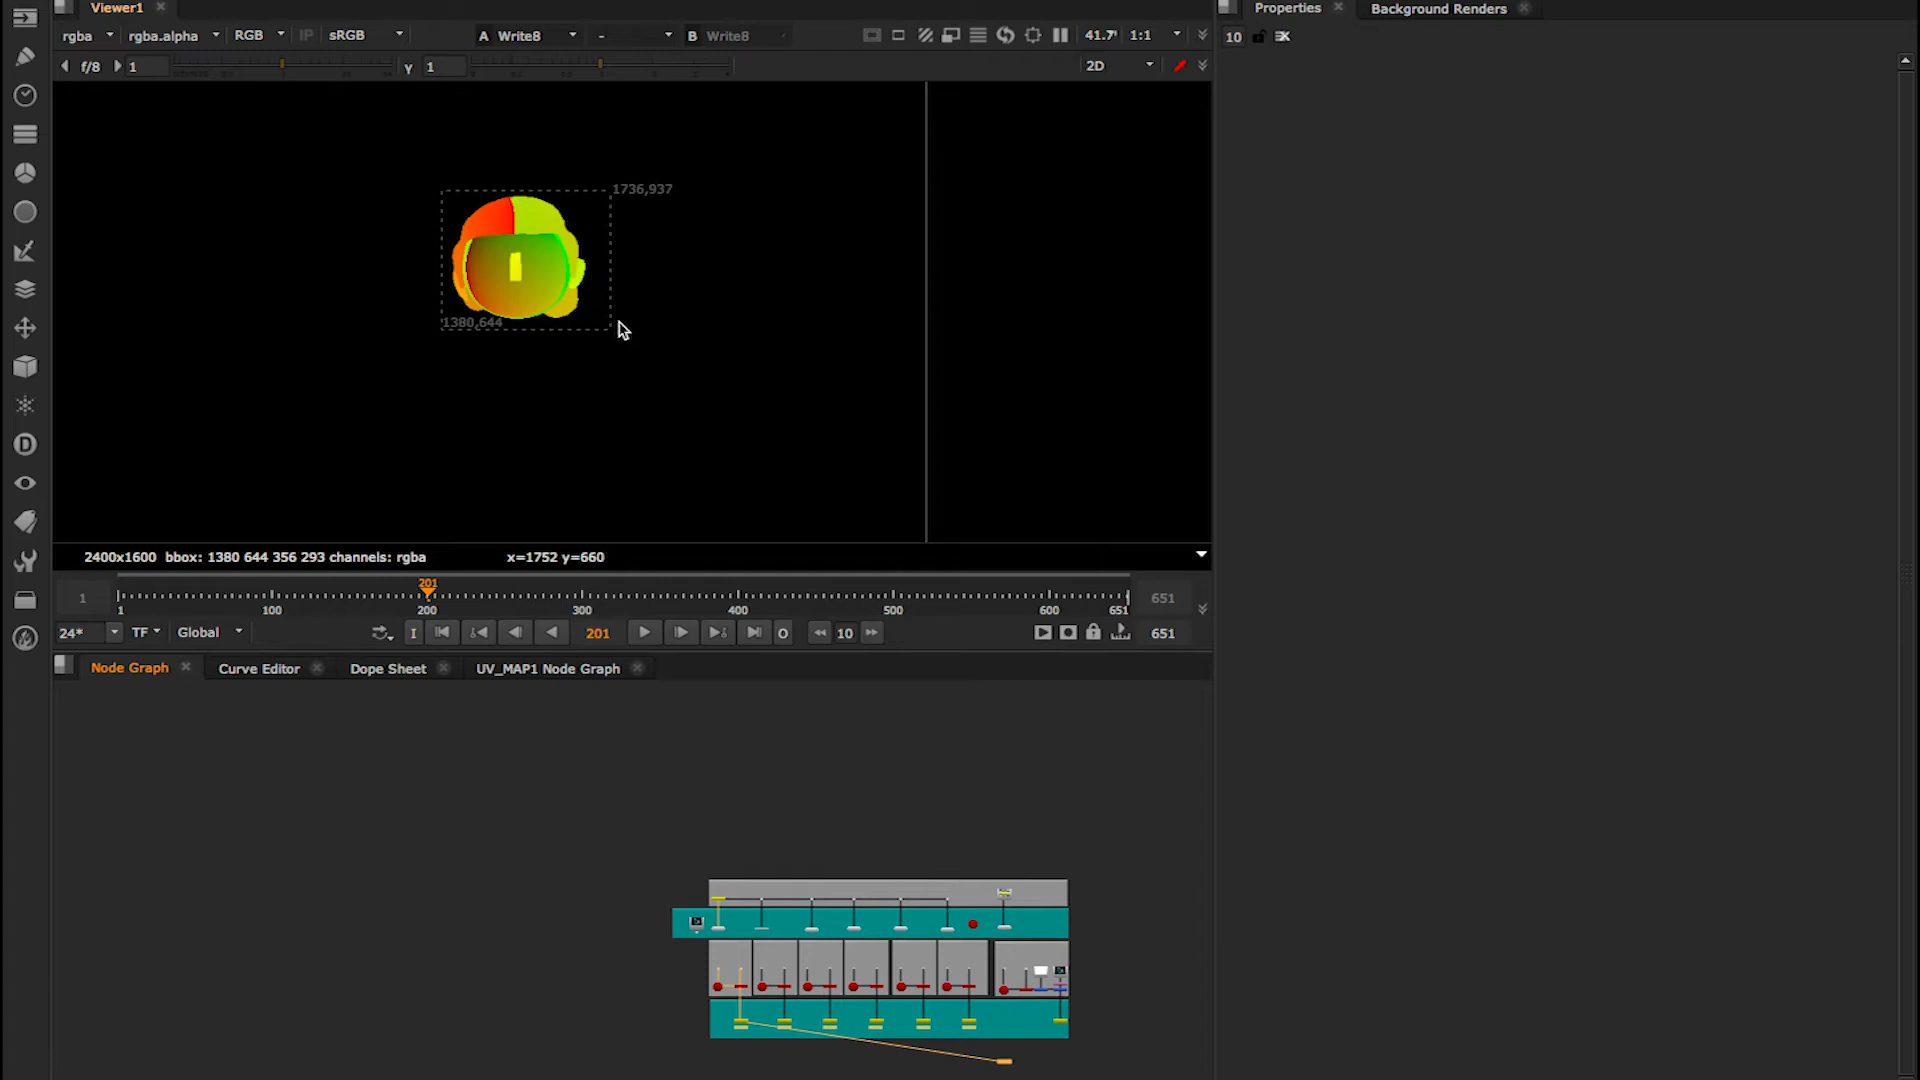 Viewer1
Properties
Background Renders
rgba
rgba.alpha
RGB
IP
sRGB
A Write8
-
B Write8
41.7
1:1
10
f/8
1
γ 1
2D
1736,937
1380,644
2400x1600 bbox: 1380 644 356 293 channels: rgba
x=1752 y=660
201
1
1
100
200
300
400
500
600
651
651
24*
TF
Global
I
201
O
10
651
Node Graph
Curve Editor
Dope Sheet
UV_MAP1 Node Graph
D